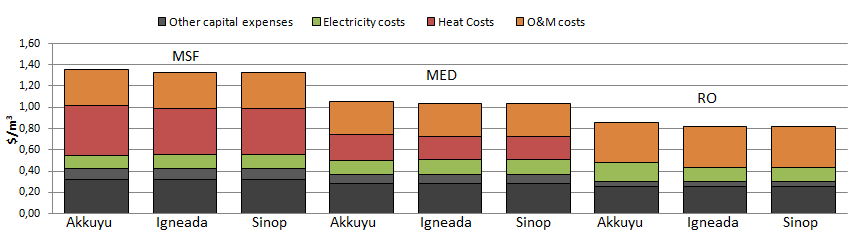 Other capital expenses Electricity costs Heat Costs O&M costs
1,60
1,40
1,20
1,00
0,80
0,60
0,40
0,20
0,00
$/m³
MSF
MED
RO
Akkuyu Igneada Sinop Akkuyu Igneada Sinop Akkuyu Igneada Sinop